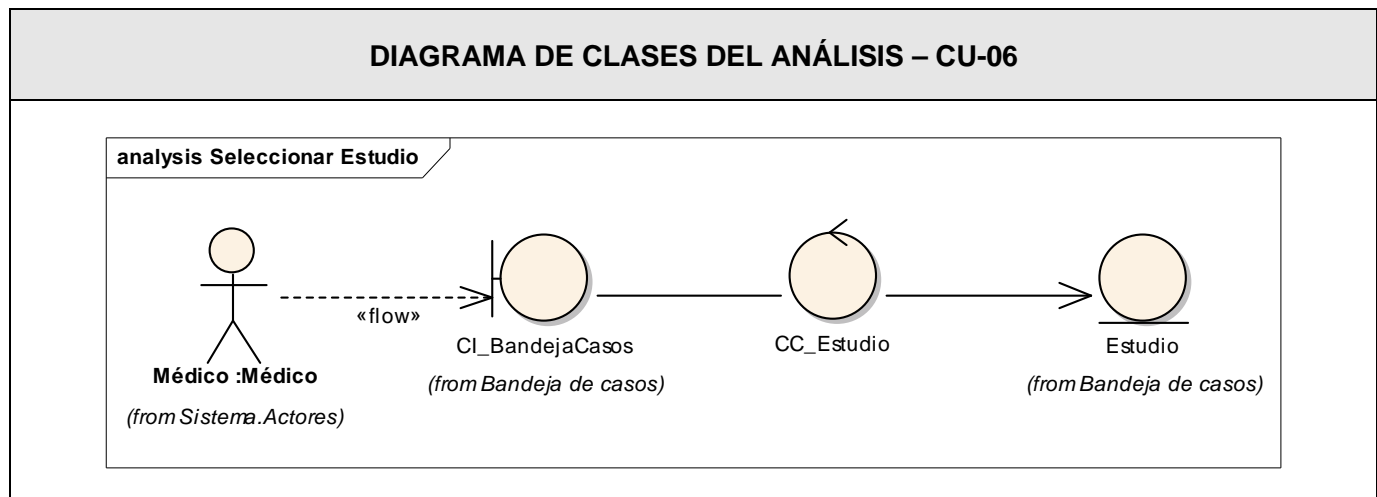 DIAGRAMA DE CLASES DEL ANÁLISIS – CU-06
analysis Seleccionar Estudio
«flow»
CI_BandejaCasos
CC_Estudio
Estudio
Médico :Médico
(from Bandeja de casos)
(from Bandeja de casos)
(from Sistema.Actores)